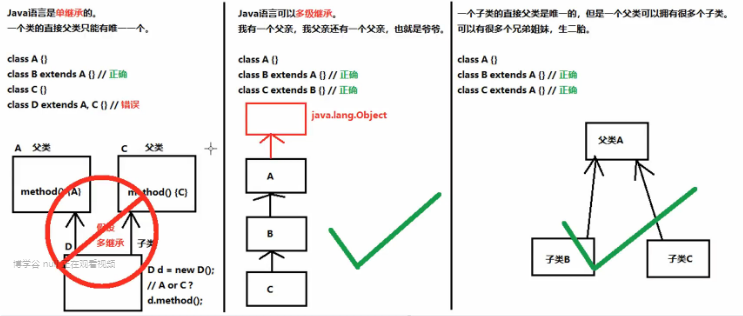 Java语言是单继承的。
一个类的直接父类只能有唯一一个。
class A {}
class B extends A {} // 正确
class C {}
class D extends A, C {} // 错误
A 父类
C 父类
method() {A}
method() {C}
多继承
D
子类
D d = new D();
// A or C ?
d.method();
Java语言可以多级继承。
我有一个父亲，我父亲还有一个父亲，也就是爷爷。
class A {}
class B extends A {} // 正确
class C extends B {} // 正确
java.lang.Object
A
B
C
一个子类的直接父类是唯一的，但是一个父类可以拥有很多个子类。
可以有很多个兄弟姐妹，生二胎。
class A {}
class B extends A {} // 正确
class C extends A {} // 正确
父类A
子类B
子类C